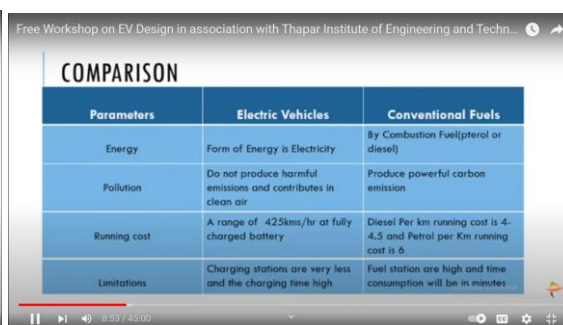 Free Workshop on EV Design in association with Thapar Institute of Engineering and Techn...
COMPARISON
Parameters Electric Vehicles Conventional Fuels
Energy Form of Energy is Electricity By Combustion Fuel(pterol or
diesel)
Pollution Do not produce harmful
emissions and contributes in
clean air Produce powerful carbon
emission
Running cost A range of 425kms/hr at fully
charged battery Diesel Per km running cost is 4-
4.5 and Petrol per Km running
cost is 6
Limitations Charging stations are very less
and the charging time high Fuel station are high and time
consumption will be in minutes
8:53 / 45:00
CC